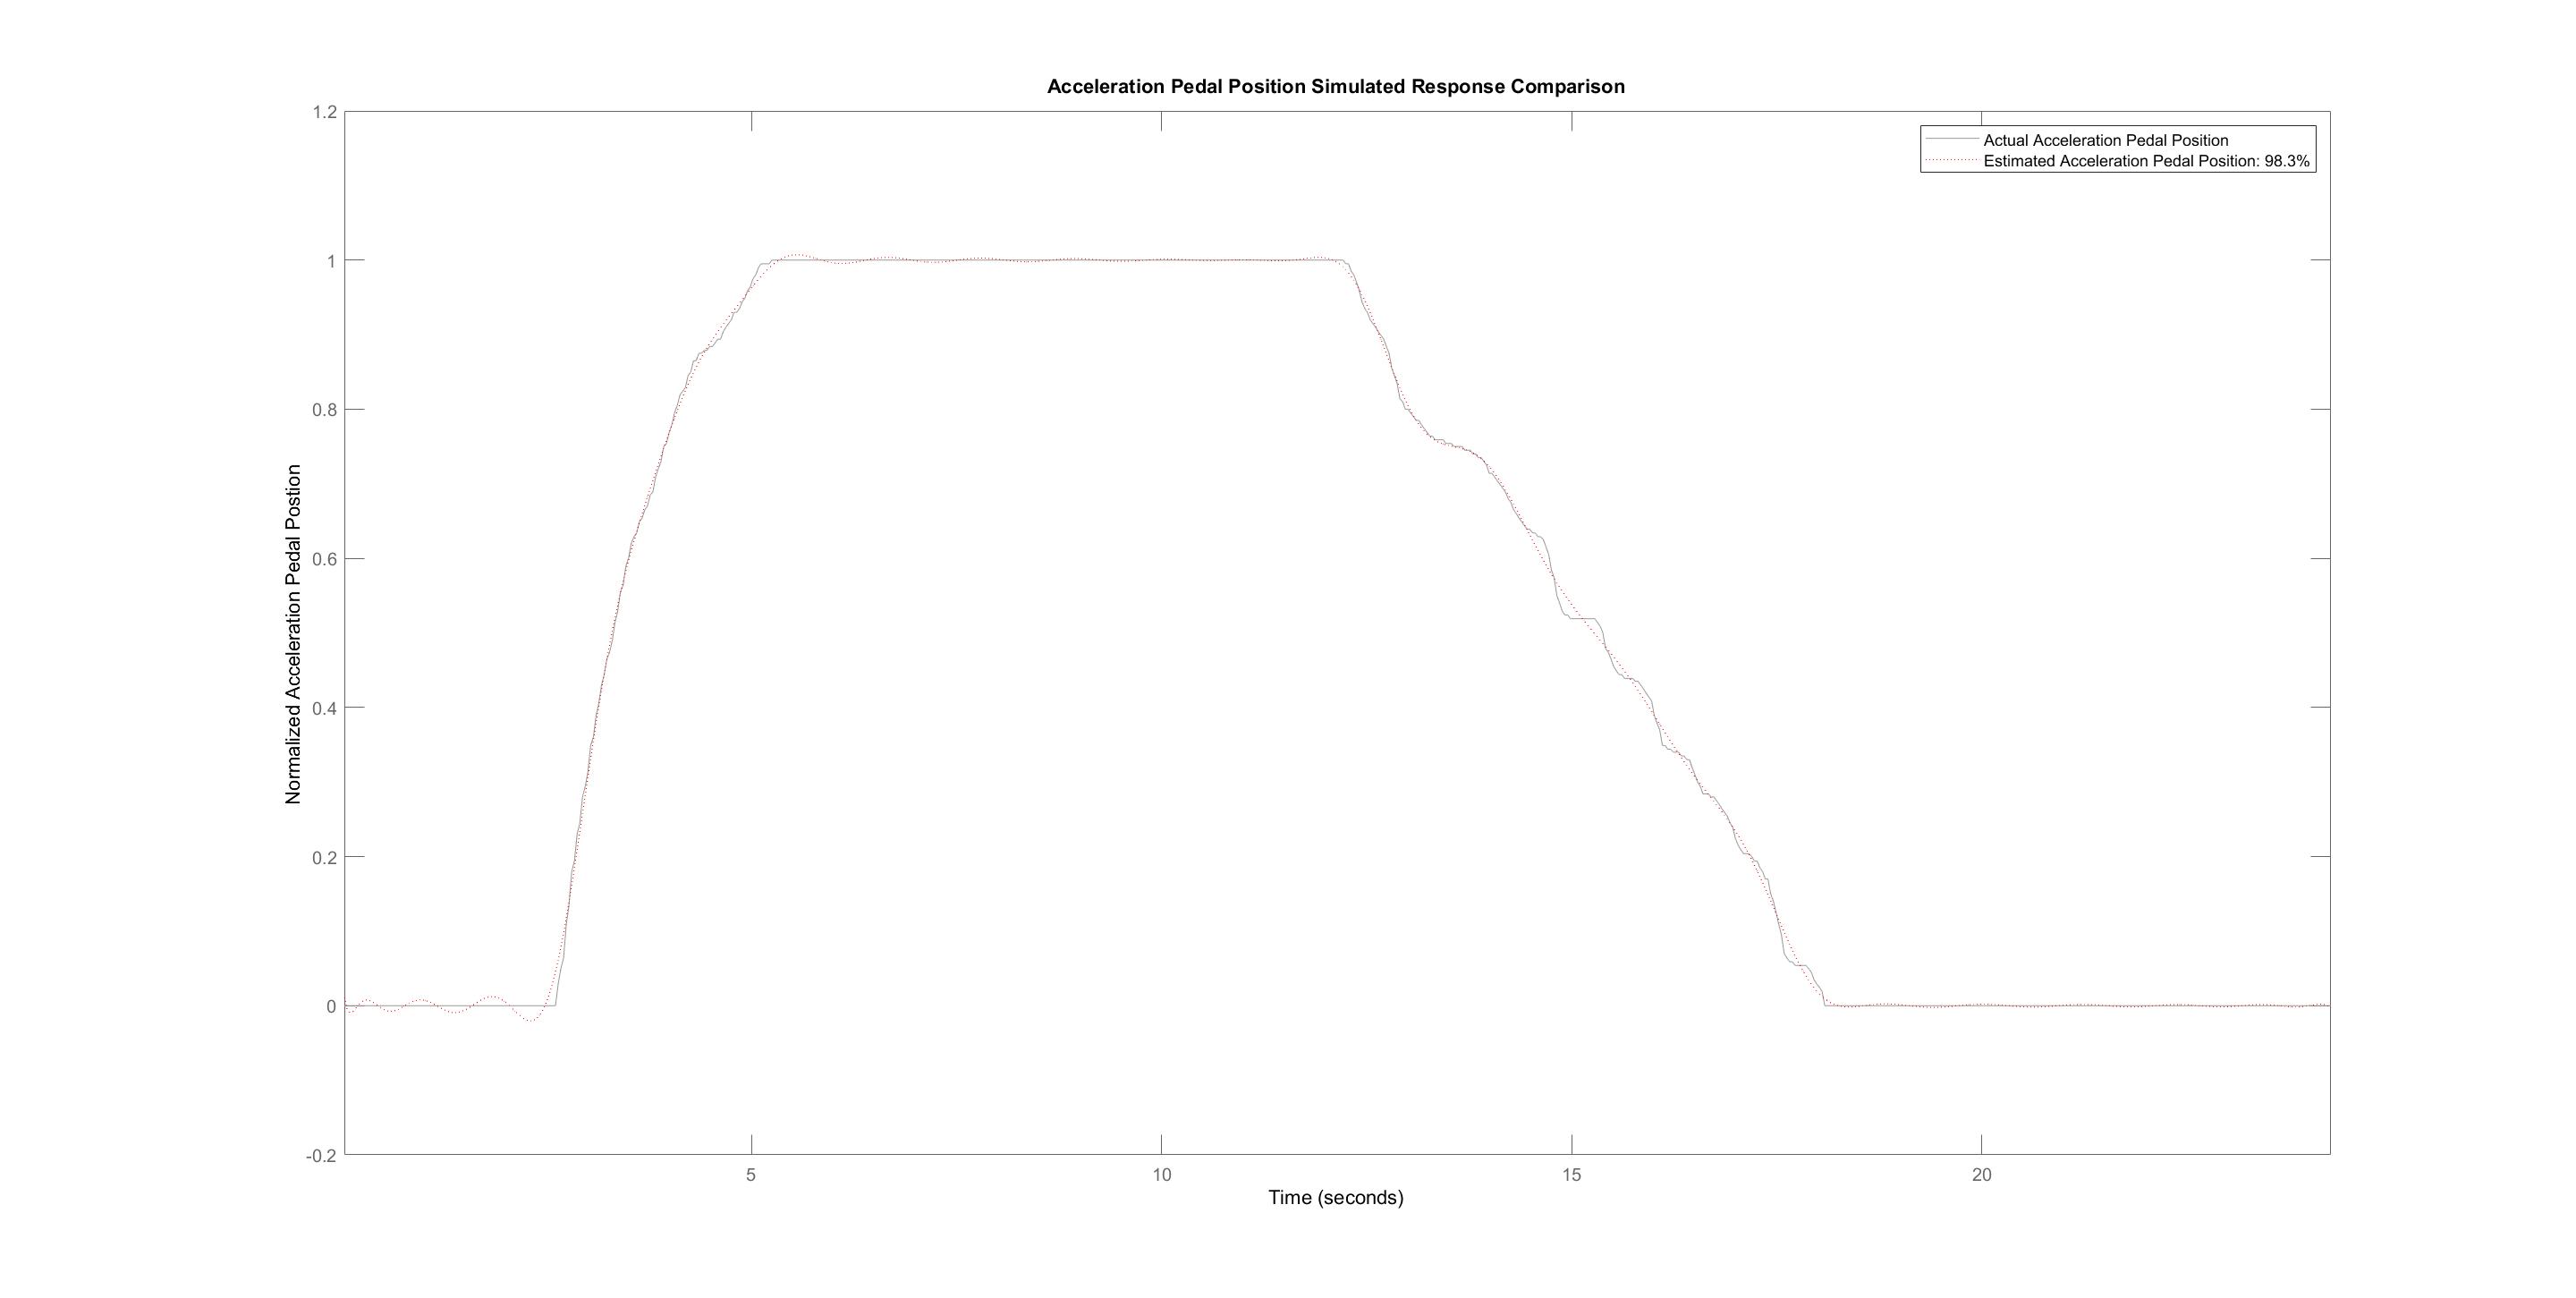 Acceleration Pedal Position Simulated Response Comparison
1.2
Actual Acceleration Pedal Position
Estimated Acceleration Pedal Position: 98.3%
1
0.8
0.6
0.4
0.2
0
-0.2
Normalized Acceleration Pedal Postion
5
10
15
20
Time (seconds)